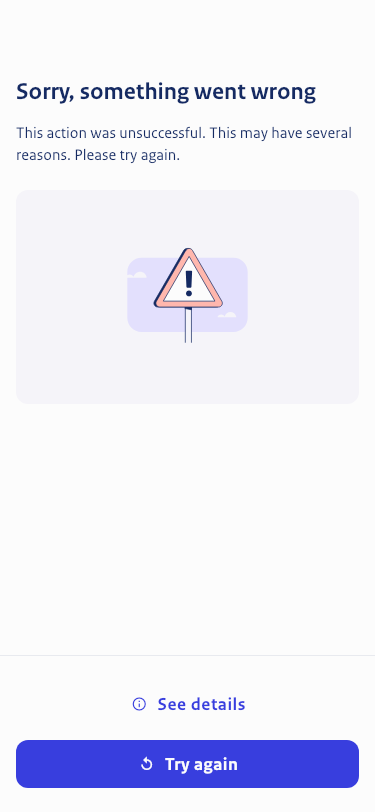 Sorry, something went wrong
This action was unsuccessful. This may have several
reasons. Please try again.
See details
Try again